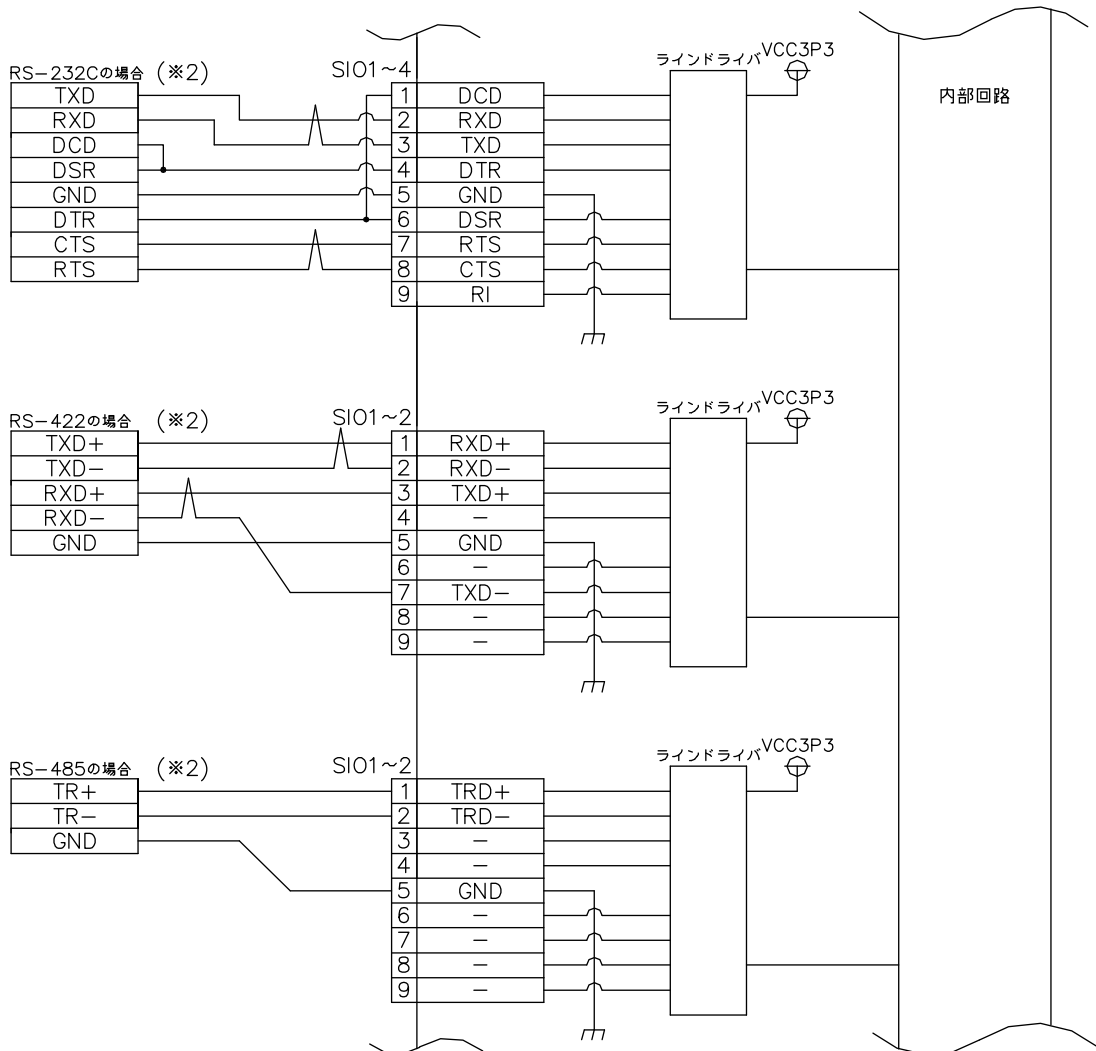 RS-232Cの場合 (※2)
SIO1~4
ラインドライバ
VCC3P3
内部回路
TXD
RXD
DCD
DSR
GND
DTR
CTS
RTS
1 DCD
2 RXD
3 TXD
4 DTR
5 GND
6 DSR
7 RTS
8 CTS
9 RI
RS-422の場合 (※2)
SIO1~2
ラインドライバ
VCC3P3
TXD+
TXD-
RXD+
RXD-
GND
1 RXD+
2 RXD-
3 TXD+
4 -
5 GND
6 -
7 TXD-
8 -
9 -
RS-485の場合 (※2)
SIO1~2
ラインドライバ
VCC3P3
TR+
TR-
GND
1 TRD+
2 TRD-
3 -
4 -
5 GND
6 -
7 -
8 -
9 -